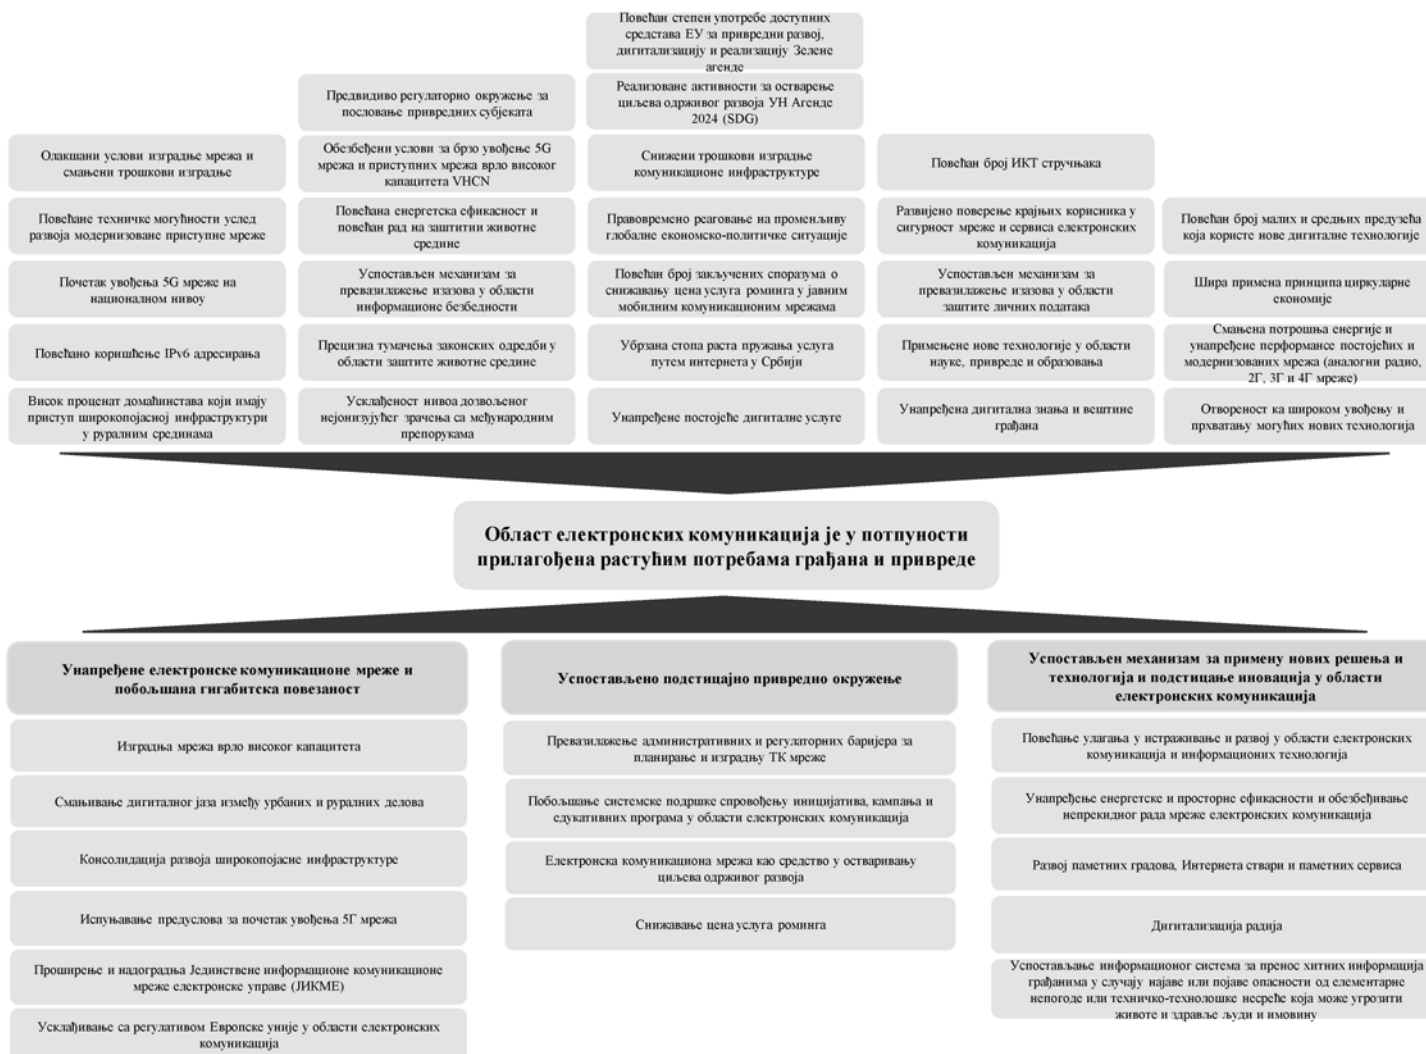 Повећан степен употребе доступних
средстава ЕУ за привредни развој,
дигитализацију и реализацију Зелене
агенде
Предвидиво регулаторно окружење за
пословање привредних субјеката
Реализоване активности за остварење
циљева одрживог развоја УН Агенде
2024 (SDG)
Олакшани услови изградње мрежа и
смањени трошкови изградње
Обезбеђени услови за брзо увођење 5G
мрежа и приступних мрежа врло високог
капацитета VHCN
Снижени трошкови изградње
комуникационе инфраструктуре
Повећан број ИКТ стручњака
Повећане техничке могућности услед
развоја модернизоване приступне мреже
Повећана енергетска ефикасност и
повећан рад на заштитии животне
средине
Правовремено реаговање на променљиву
глобалне економско-политичке ситуације
Развијено поверење крајњих корисника у
сигурност мреже и сервиса електронских
комуникација
Повећан број малих и средњих предузећа
која користе нове дигиталне технологије
Почетак увођења 5G мреже на
националном нивоу
Успостављен механизам за
превазилажење изазова у области
информационе безбедности
Повећан број закључених споразума о
снижавању цена услуга роминга у јавним
мобилним комуникационим мрежама
Успостављен механизам за
превазилажење изазова у области
заштите личних података
Шира примена принципа циркуларне
економије
Повећано коришћење IPv6 адресирања
Прецизна тумачења законских одредби у
области заштите животне средине
Убрзана стопа раста пружања услуга
путем интернета у Србији
Примењене нове технологије у области
науке, привреде и образовања
Смањена потрошња енергије и
унапређене перформансе постојећих и
модернизованих мрежа (аналогни радио,
2Г, 3Г и 4Г мреже)
Висок проценат домаћинстава који имају
приступ широкопојасној инфраструктури
у руралним срединама
Усклађеност нивоа дозвољеног
нејонизујућег зрачења са међународним
препорукама
Унапређене постојеће дигиталне услуге
Унапређена дигитална знања и вештине
грађана
Отвореност ка широком увођењу и
прхватању могућих нових технологија
Област електронских комуникација је у потпуности
прилагођена растућим потребама грађана и привреде
Унапређене електронске комуникационе мреже и
побољшана гигабитска повезаност
Изградња мрежа врло високог капацитета
Смањивање дигиталног јаза између урбаних и руралних делова
Консолидација развоја широкопојасне инфраструктуре
Испуњавање предуслова за почетак увођења 5Г мрежа
Проширење и надоградња Јединствене информационе комуникационе
мреже електронске управе (ЈИКМЕ)
Усклађивање са регулативом Европске уније у области електронских
комуникација
Успостављено подстицајно привредно окружење
Превазилажење административних и регулаторних баријера за
планирање и изградњу ТК мреже
Побољшање системске подршке спровођењу иницијатива, кампања и
едукативних програма у области електронских комуникација
Електронска комуникациона мрежа као средство у остваривању
циљева одрживог развоја
Снижавање цена услуга роминга
Успостављен механизам за примену нових решења и
технологија и подстицање иновација у области
електронских комуникација
Повећање улагања у истраживање и развој у области електронских
комуникација и информационих технологија
Унапређење енергетске и просторне ефикасности и обезбеђивање
непрекидног рада мреже електронских комуникација
Развој паметних градова, Интернета ствари и паметних сервиса
Дигитализација радија
Успостављање информационог система за пренос хитних информација
грађанима у случају најаве или појаве опасности од елементарне
непогоде или техничко-технолошке несреће која може угрозити
животе и здравље људи и имовину